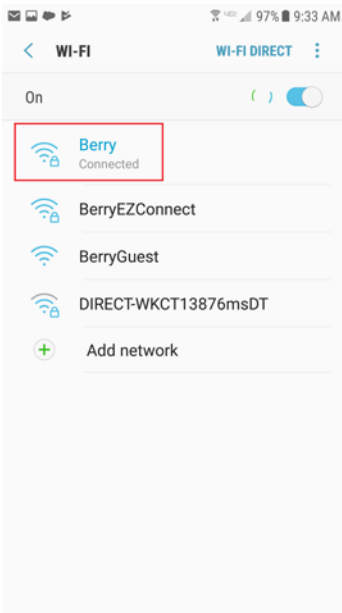 97% 9:33 AM
WI-FI WI-FI DIRECT
On
Berry
Connected
BerryEZConnect
BerryGuest
DIRECT-WKCT13876msDT
Add network